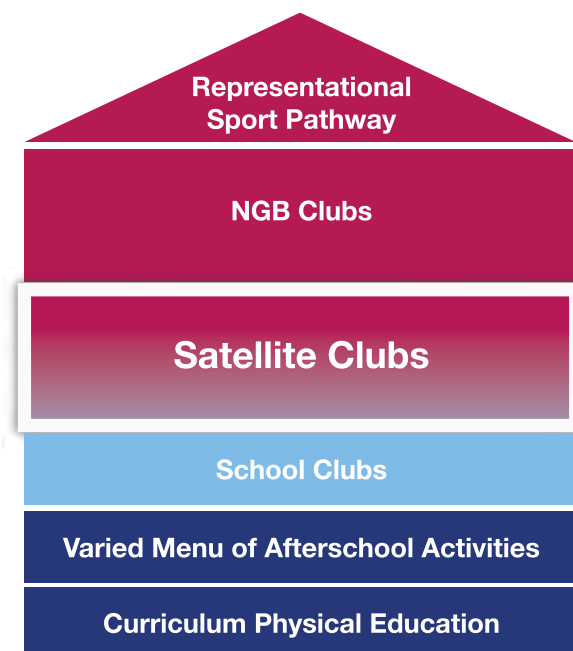 Representational
Sport Pathway
NGB Clubs
Satellite Clubs
School Clubs
Varied Menu of Afterschool Activities
Curriculum Physical Education